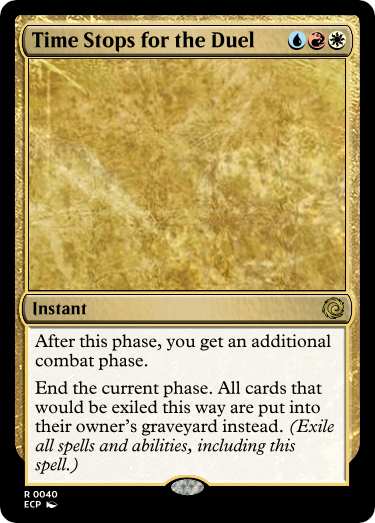 Time Stops for the Duel
Instant
After this phase, you get an additional
combat phase.
End the current phase. All cards that
would be exiled this way are put into
their owner's graveyard instead. (Exile
all spells and abilities, including this
spell.)
R 0040
ECP